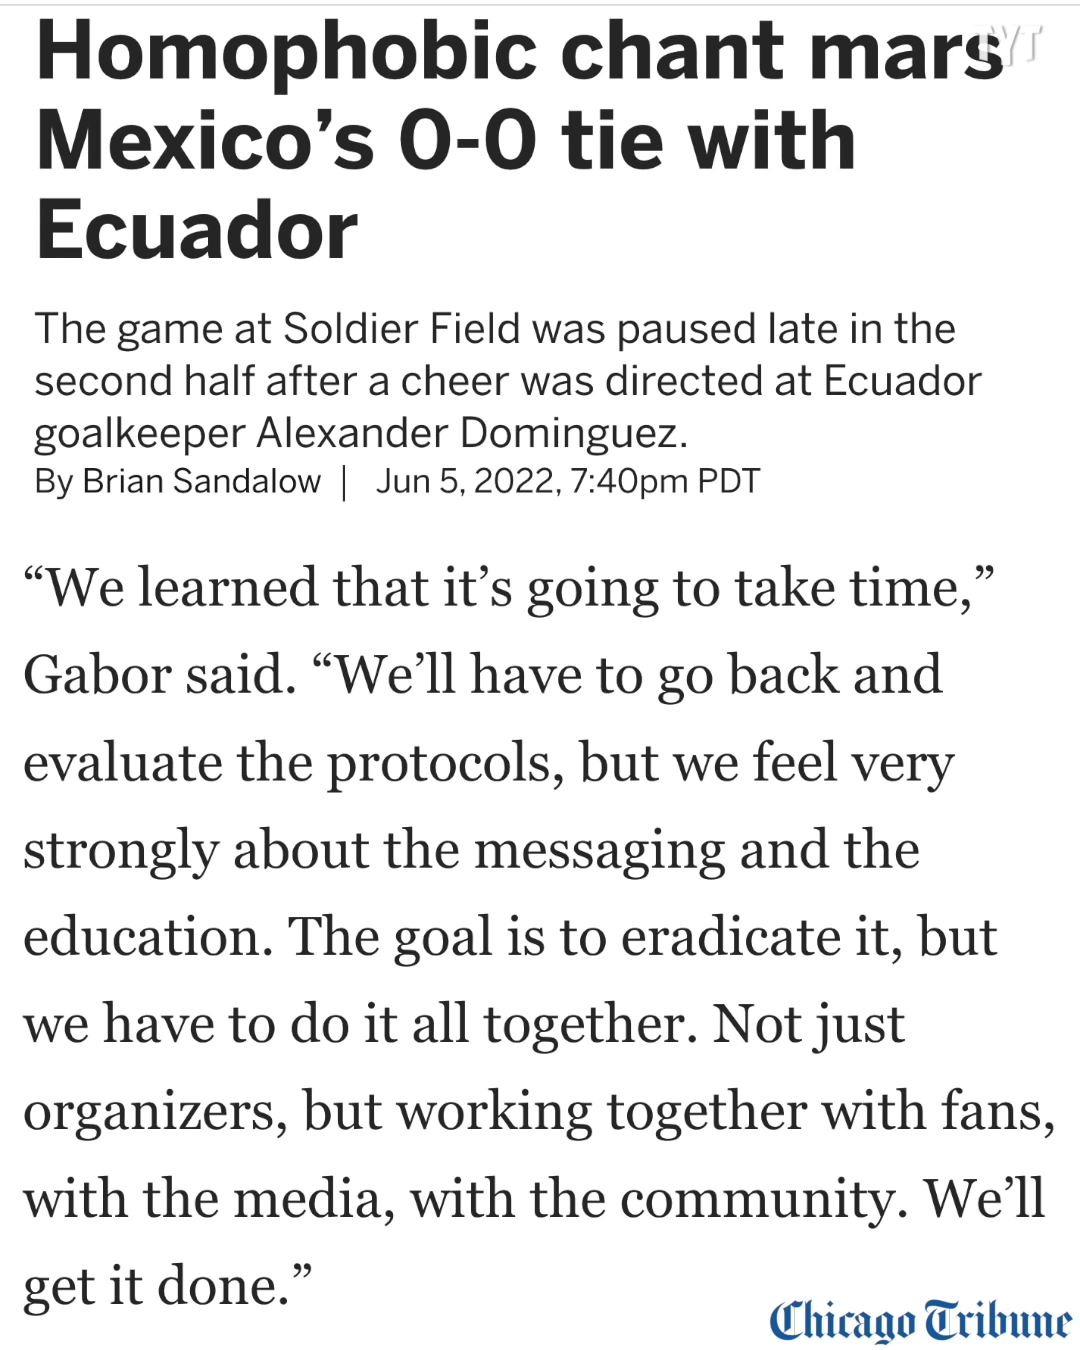 Homophobic chant mars
TYT
Mexico’s 0-0 tie with
Ecuador
The game at Soldier Field was paused late in the
second half after a cheer was directed at Ecuador
goalkeeper Alexander Dominguez.
By Brian Sandalow | Jun 5, 2022, 7:40pm PDT
“We learned that it’s going to take time,”
Gabor said. “We’ll have to go back and
evaluate the protocols, but we feel very
strongly about the messaging and the
education. The goal is to eradicate it, but
we have to do it all together. Not just
organizers, but working together with fans,
with the media, with the community. We’ll
get it done.”
Chicago Tribune